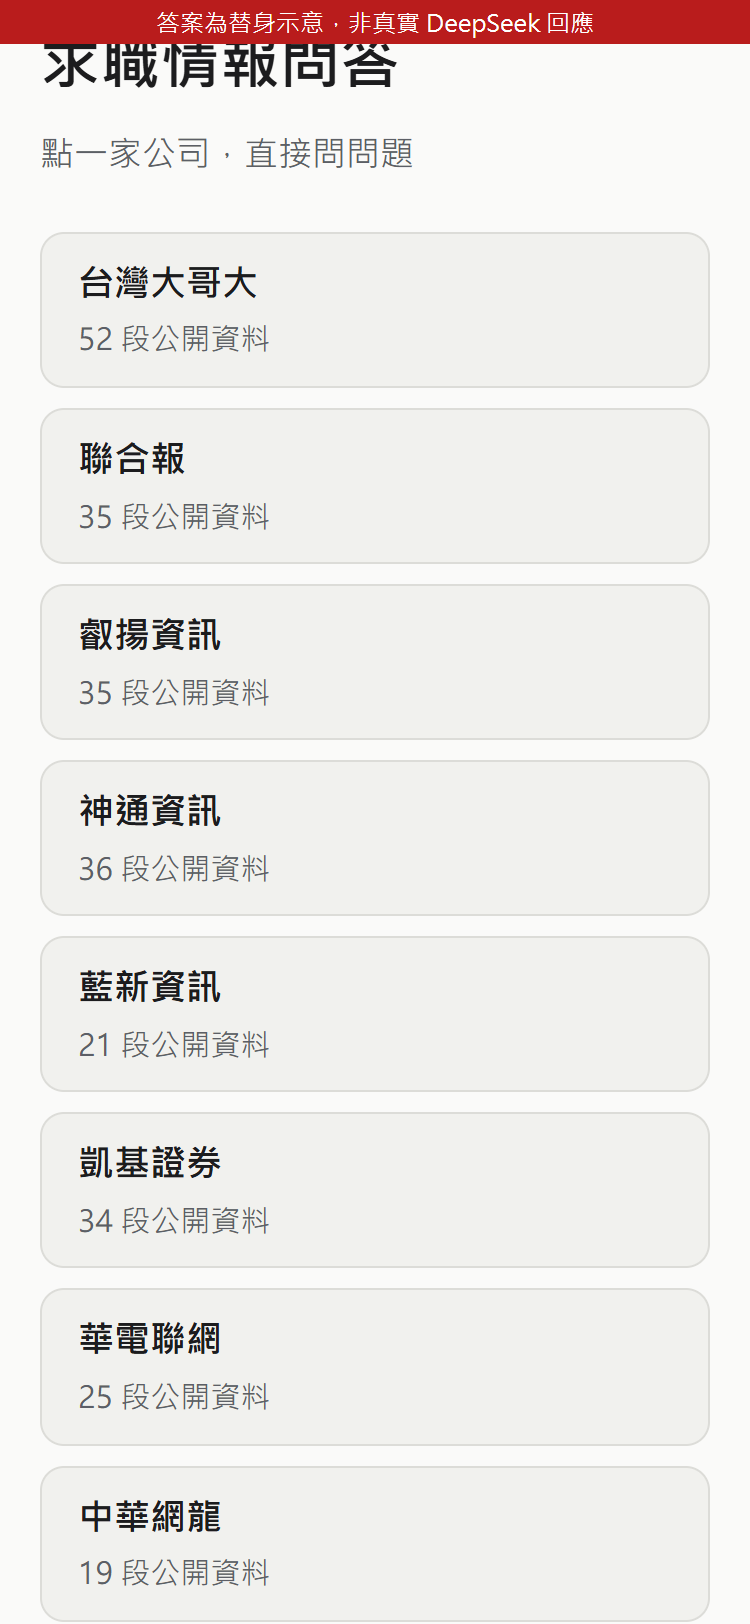 答案為替身示意，非真實 DeepSeek 回應
求職情報問答
點一家公司，直接問問題
台灣大哥大
52 段公開資料
聯合報
35 段公開資料
叡揚資訊
35 段公開資料
神通資訊
36 段公開資料
藍新資訊
21 段公開資料
凱基證券
34 段公開資料
華電聯網
25 段公開資料
中華網龍
19 段公開資料